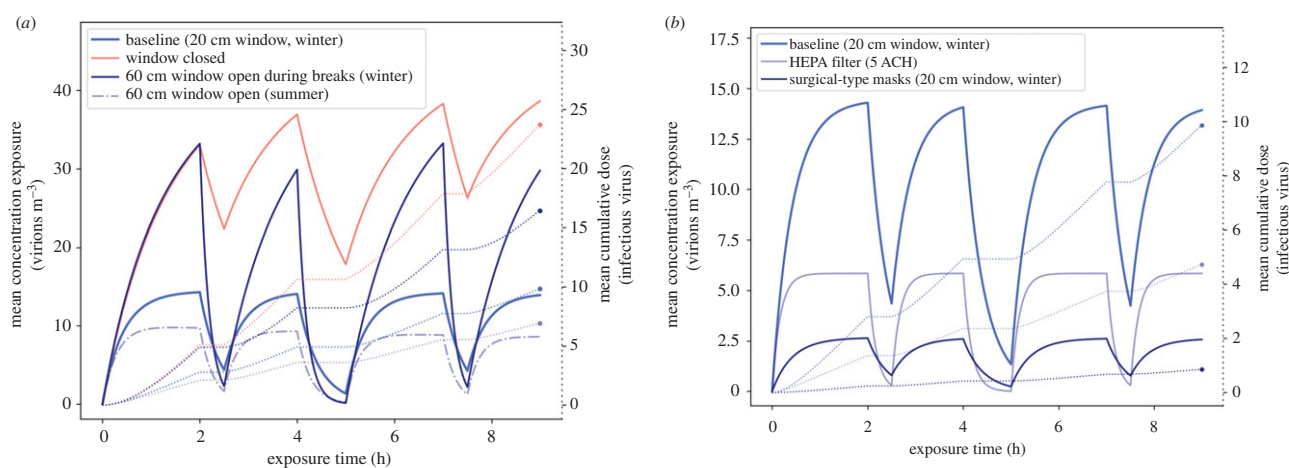 (a)
baseline (20 cm window, winter)
window closed
60 cm window open during breaks (winter)
60 cm window open (summer)
mean concentration exposure
(virions m⁻³)
40
30
20
10
0
0
2
4
6
8
exposure time (h)
30
25
20
15
10
5
0
mean cumulative dose
(infectious virus)
(b)
baseline (20 cm window, winter)
HEPA filter (5 ACH)
surgical-type masks (20 cm window, winter)
mean concentration exposure
(virions m⁻³)
17.5
15.0
12.5
10.0
7.5
5.0
2.5
0
0
2
4
6
8
exposure time (h)
12
10
8
6
4
2
0
mean cumulative dose
(infectious virus)